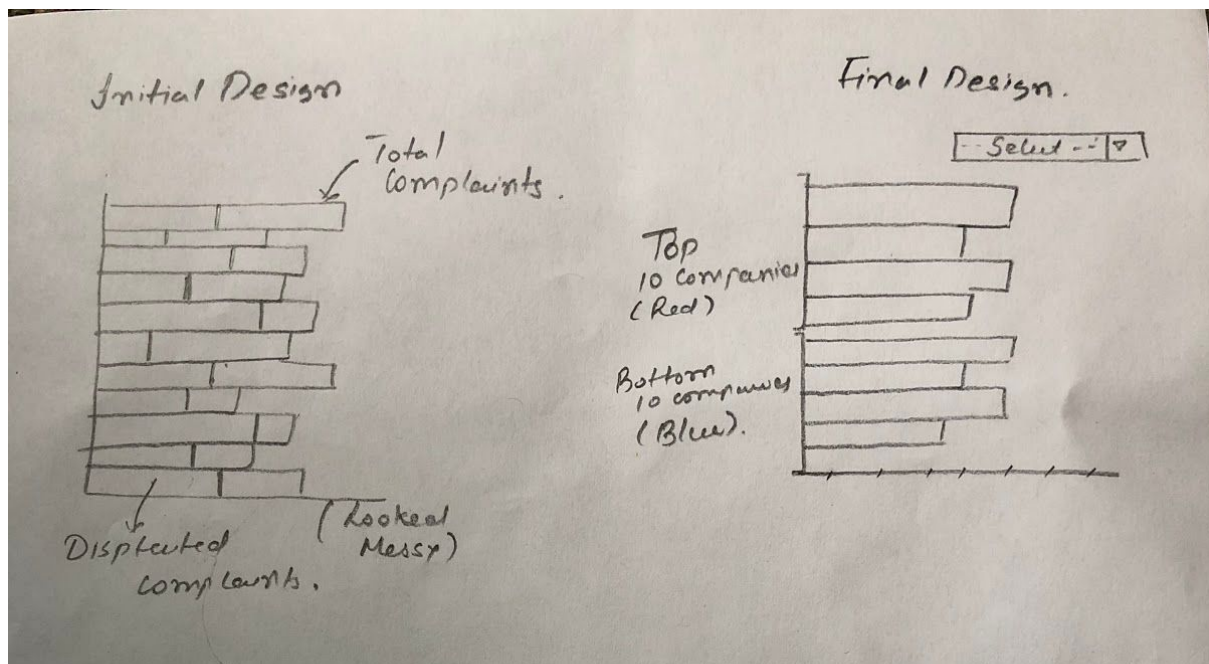 Initial Design
Total
Complaints.
Disputed
complaints.
(Looked
Messy)
Final Design.
-- Select --
Top
10 Companies
(Red)
Bottom
10 companies
(Blue).